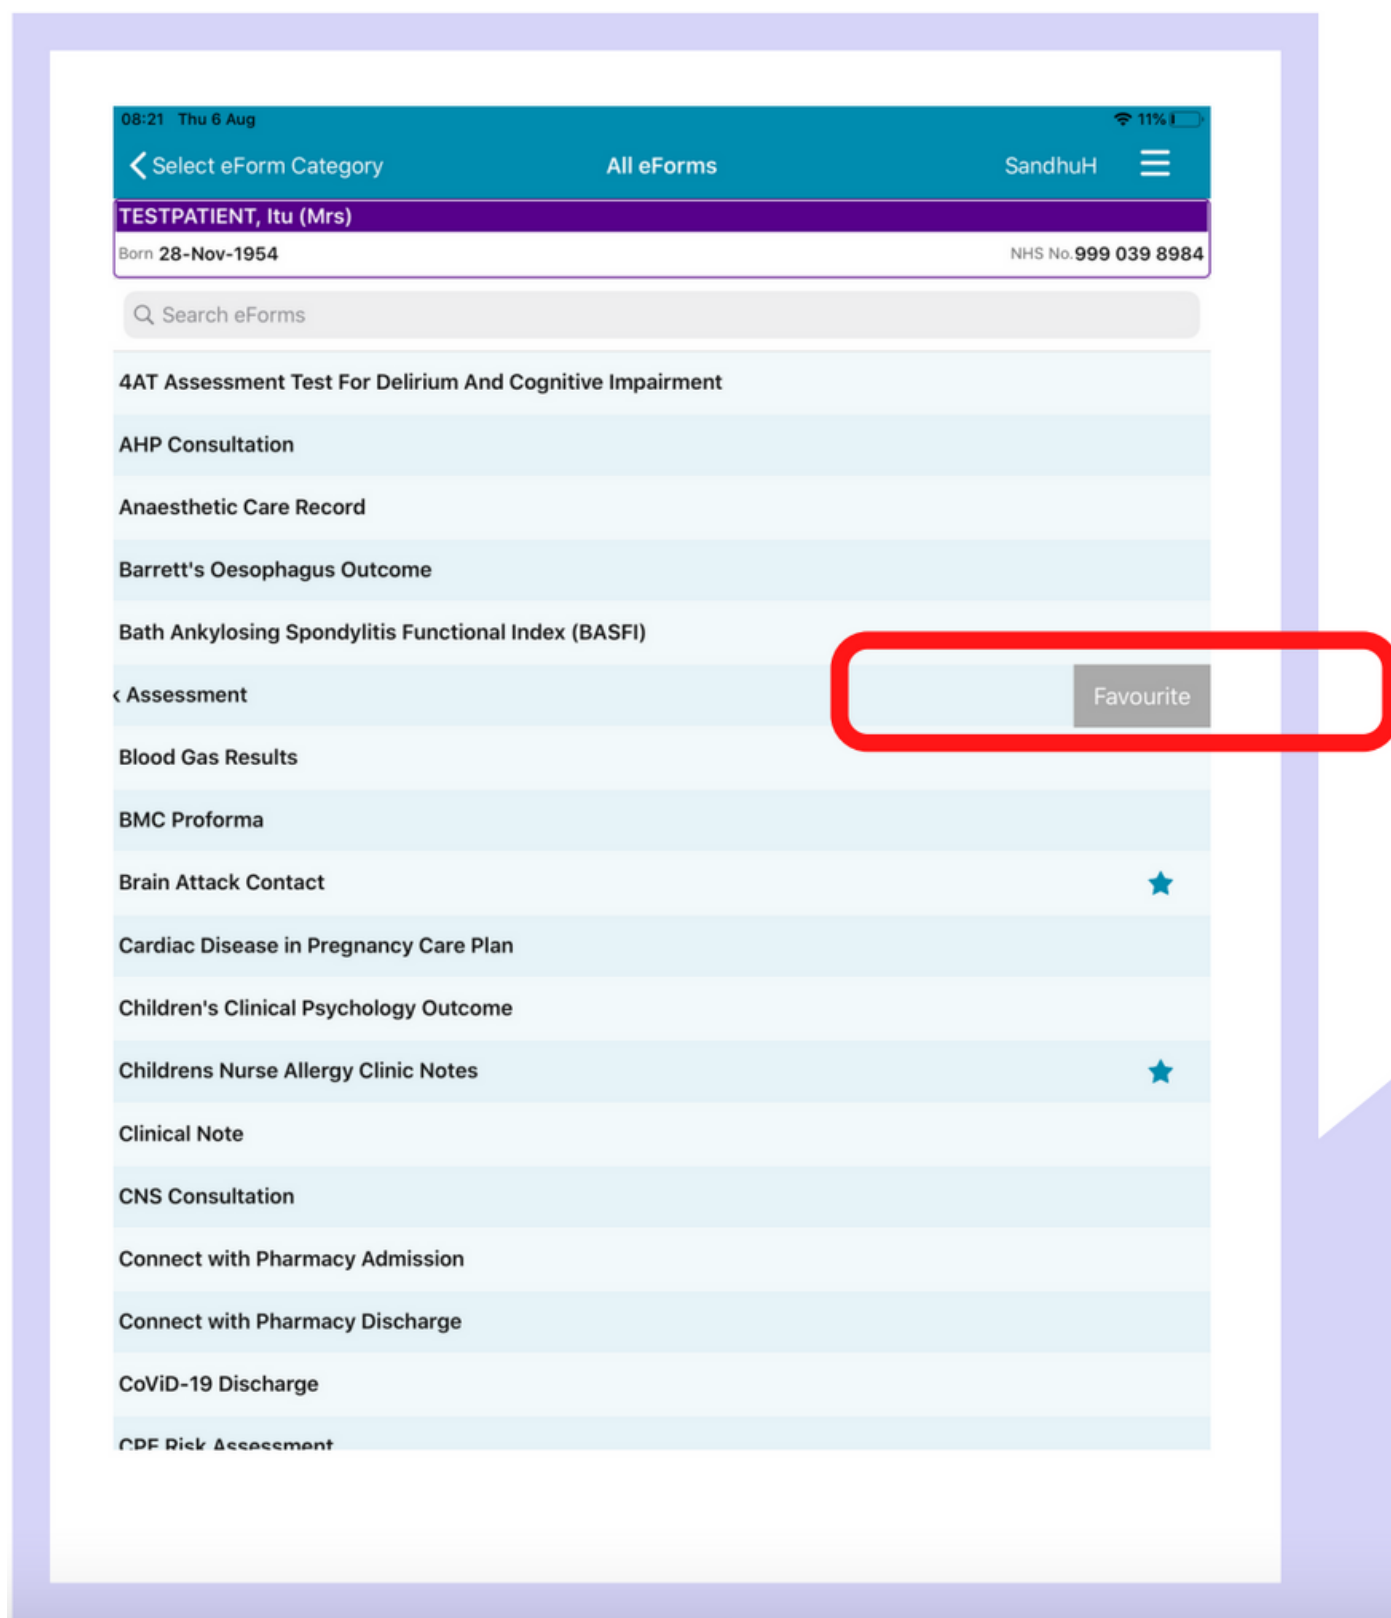 08:21 Thu 6 Aug 11%
Select eForm Category All eForms SandhuH
TESTPATIENT, Itu (Mrs)
Born 28-Nov-1954 NHS No. 999 039 8984
Search eForms
4AT Assessment Test For Delirium And Cognitive Impairment
AHP Consultation
Anaesthetic Care Record
Barrett's Oesophagus Outcome
Bath Ankylosing Spondylitis Functional Index (BASFI)
Assessment Favourite
Blood Gas Results
BMC Proforma
Brain Attack Contact
Cardiac Disease in Pregnancy Care Plan
Children's Clinical Psychology Outcome
Childrens Nurse Allergy Clinic Notes
Clinical Note
CNS Consultation
Connect with Pharmacy Admission
Connect with Pharmacy Discharge
CoViD-19 Discharge
CPE Risk Assessment